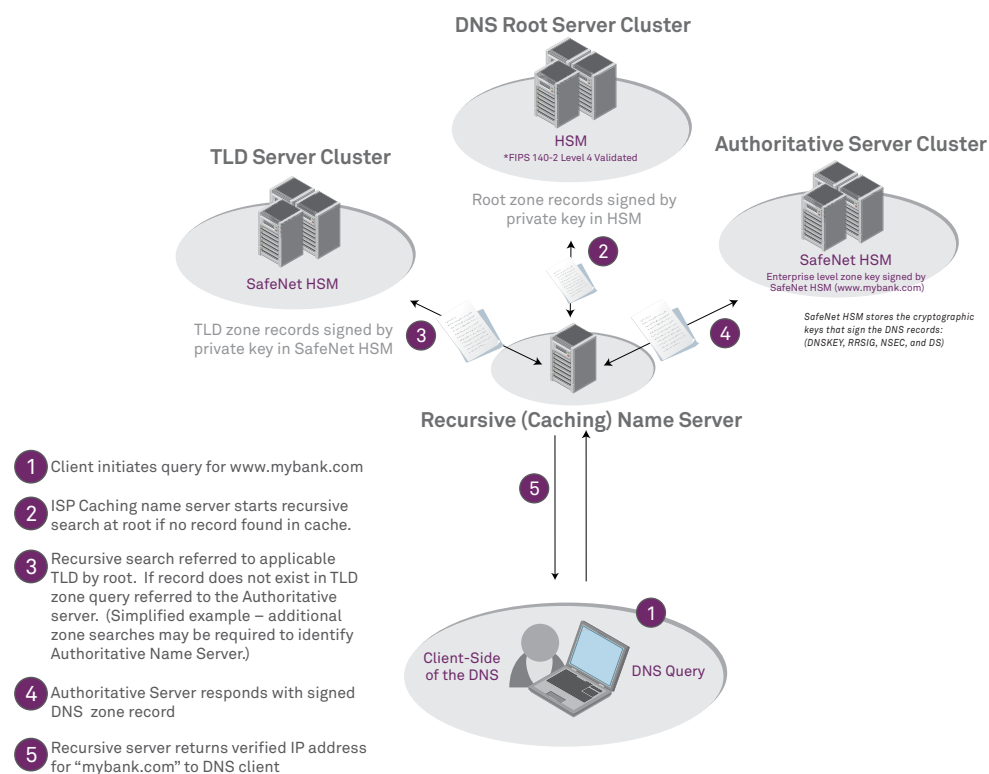 DNS Root Server Cluster
HSM
*FIPS 140-2 Level 4 Validated
Root zone records signed by
private key in HSM
TLD Server Cluster
SafeNet HSM
TLD zone records signed by
private key in SafeNet HSM
Authoritative Server Cluster
SafeNet HSM
Enterprise level zone key signed by
SafeNet HSM (www.mybank.com)
SafeNet HSM stores the cryptographic
keys that sign the DNS records:
(DNSKEY, RRSIG, NSEC, and DS)
2
3
4
Recursive (Caching) Name Server
5
1
Client-Side
of the DNS
DNS Query
1 Client initiates query for www.mybank.com
2 ISP Caching name server starts recursive
search at root if no record found in cache.
3 Recursive search referred to applicable
TLD by root. If record does not exist in TLD
zone query referred to the Authoritative
server. (Simplified example – additional
zone searches may be required to identify
Authoritative Name Server.)
4 Authoritative Server responds with signed
DNS zone record
5 Recursive server returns verified IP address
for “mybank.com” to DNS client